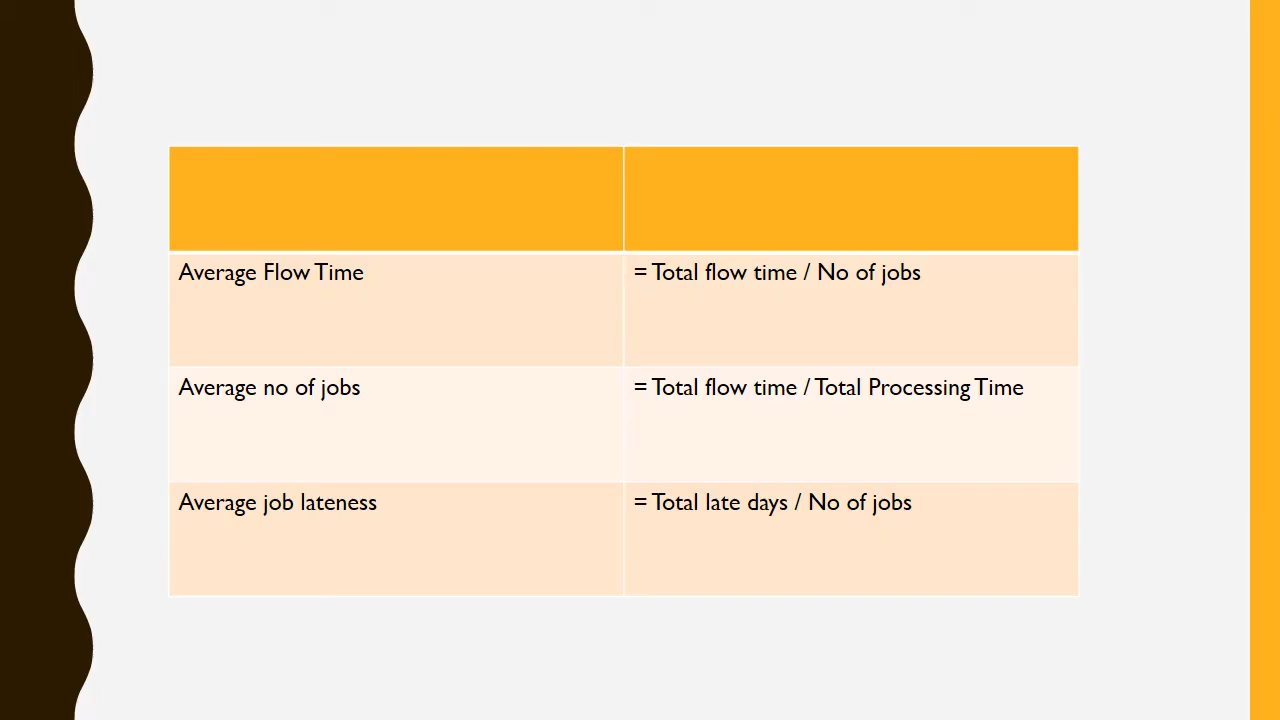 Average Flow Time
= Total flow time / No of jobs
Average no of jobs
= Total flow time / Total Processing Time
Average job lateness
= Total late days / No of jobs